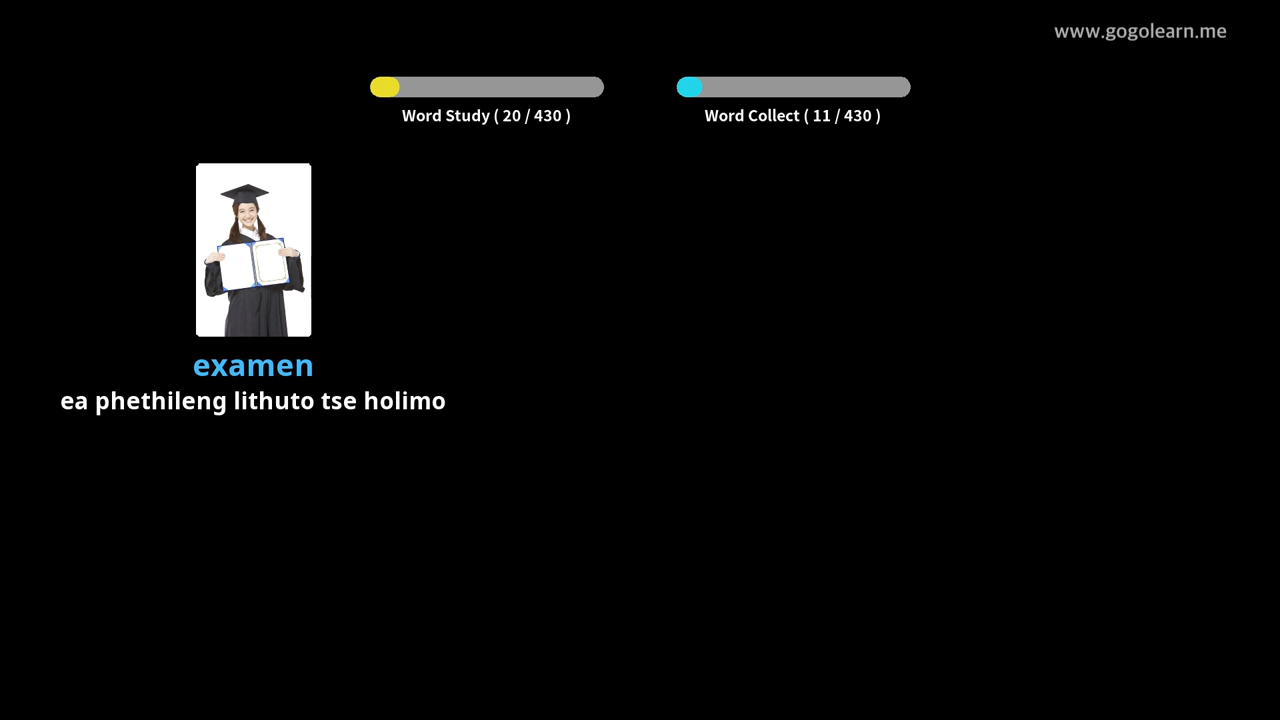 www.gogolearn.me
Word Study ( 20 / 430 )
Word Collect ( 11 / 430 )
examen
ea phethileng lithuto tse holimo